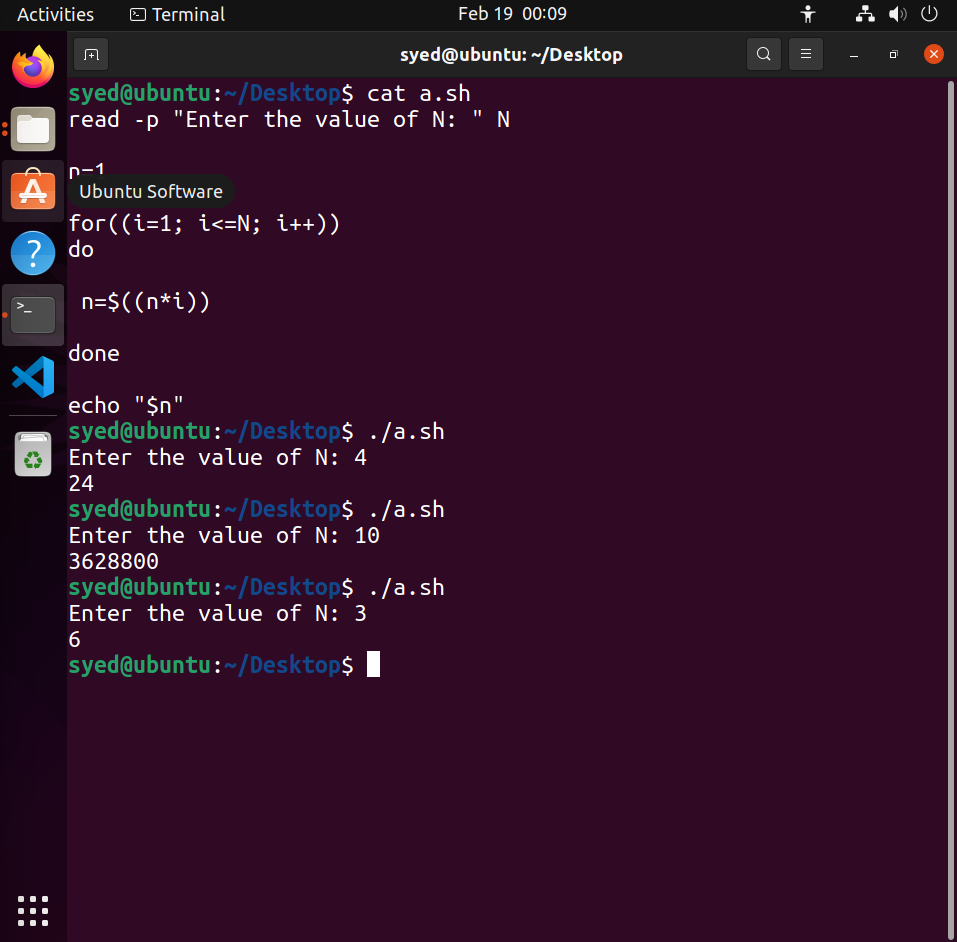 Activities Terminal Feb 19 00:09
syed@ubuntu: ~/Desktop
syed@ubuntu:~/Desktop$ cat a.sh
read -p "Enter the value of N: " N
n=1
Ubuntu Software
for((i=1; i<=N; i++))
do
n=$((n*i))
done
echo "$n"
syed@ubuntu:~/Desktop$ ./a.sh
Enter the value of N: 4
24
syed@ubuntu:~/Desktop$ ./a.sh
Enter the value of N: 10
3628800
syed@ubuntu:~/Desktop$ ./a.sh
Enter the value of N: 3
6
syed@ubuntu:~/Desktop$